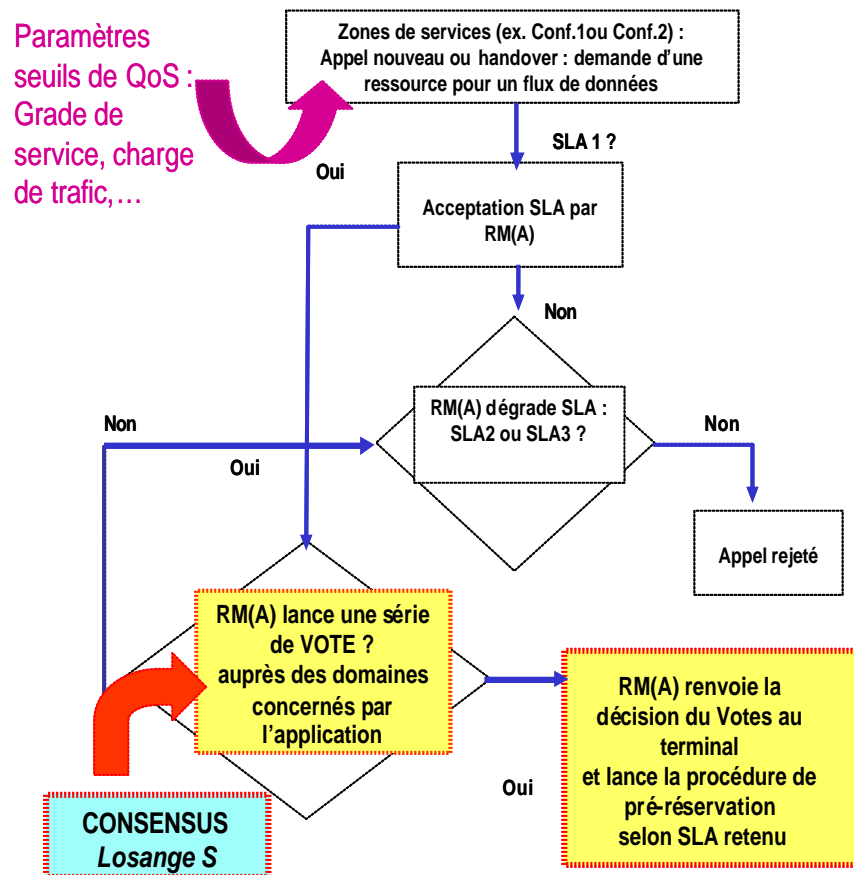 Paramètres
seuils de QoS :
Grade de
service, charge
de trafic,…
Zones de services (ex. Conf.1ou Conf.2) :
Appel nouveau ou handover : demande d'une
ressource pour un flux de données
SLA 1 ?
Oui
Acceptation SLA par
RM(A)
Non
RM(A) dégrade SLA :
SLA2 ou SLA3 ?
Non
Non
Oui
Appel rejeté
RM(A) lance une série
de VOTE ?
auprès des domaines
concernés par
l'application
RM(A) renvoie la
décision du Votes au
terminal
et lance la procédure de
pré-réservation
selon SLA retenu
Oui
CONSENSUS
Losange S